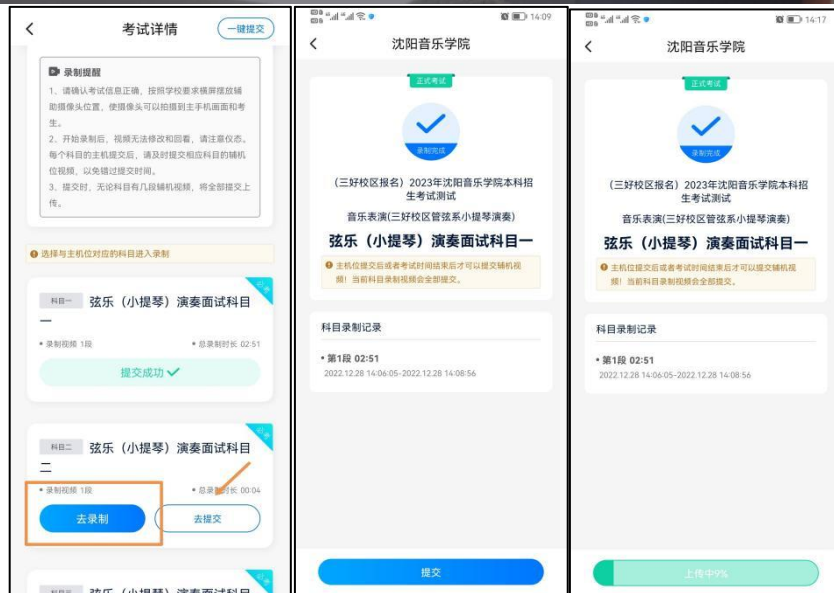 考试详情
一键提交
录制提醒
1、请确认考试信息正确，按照学校要求横屏摆放辅
助摄像头位置，使摄像头可以拍摄到主手机画面和考
生。
2、开始录制后，视频无法修改和回看，请注意仪态。
每个科目的主机提交后，请及时提交相应科目的辅机
位视频，以免错过提交时间。
3、提交时，无论科目有几段辅机视频，将全部提交上
传。
选择与主机位对应的科目进入录制
科目一 弦乐（小提琴）演奏面试科目
一
• 录制视频 1段 • 总录制时长 02:51
提交成功
科目二 弦乐（小提琴）演奏面试科目
二
• 录制视频 1段 • 总录制时长 00:04
去录制 去提交
弦乐（小提琴）演奏面试科目
14:09
沈阳音乐学院
正式考试
录制完成
（三好校区报名）2023年沈阳音乐学院本科招
生考试测试
音乐表演(三好校区管弦系小提琴演奏)
弦乐（小提琴）演奏面试科目一
主机位提交后或者考试时间结束后才可以提交辅机视
频！当前科目录制视频会全部提交。
科目录制记录
• 第1段 02:51
2022.12.28 14:06:05-2022.12.28 14:08:56
提交
14:17
沈阳音乐学院
正式考试
录制完成
（三好校区报名）2023年沈阳音乐学院本科招
生考试测试
音乐表演(三好校区管弦系小提琴演奏)
弦乐（小提琴）演奏面试科目一
主机位提交后或者考试时间结束后才可以提交辅机视
频！当前科目录制视频会全部提交。
科目录制记录
• 第1段 02:51
2022.12.28 14:06:05-2022.12.28 14:08:56
上传中9%